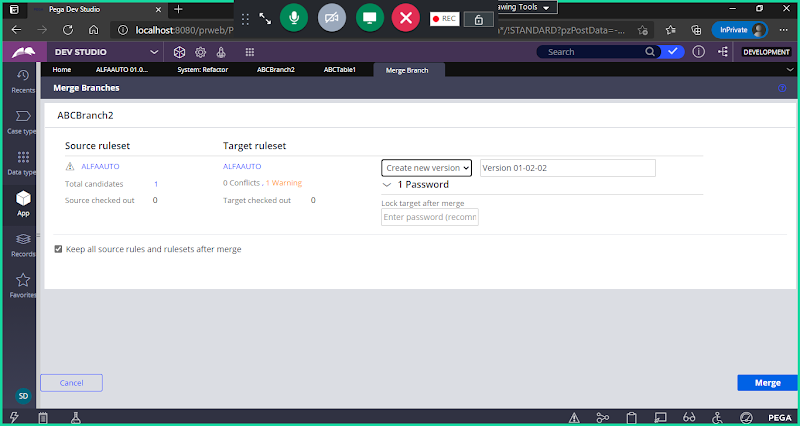 Pega Dev Studio
awing Tools
REC
localhost:8080/prweb/P
*/!STANDARD?pzPostData=-...
InPrivate
DEV STUDIO
Search
DEVELOPMENT
Recents
Home
ALFAAUTO 01.0...
System: Refactor
ABCBranch2
ABCTable1
Merge Branch
Merge Branches
ABCBranch2
Case type
Source ruleset
Target ruleset
ALFAAUTO
ALFAAUTO
Create new version
Version 01-02-02
Data type
Total candidates 1
0 Conflicts , 1 Warning
1 Password
Source checked out 0
Target checked out 0
Lock target after merge
App
Enter password (recomm
Keep all source rules and rulesets after merge
Records
Favorites
Cancel
Merge
SD
PEGA